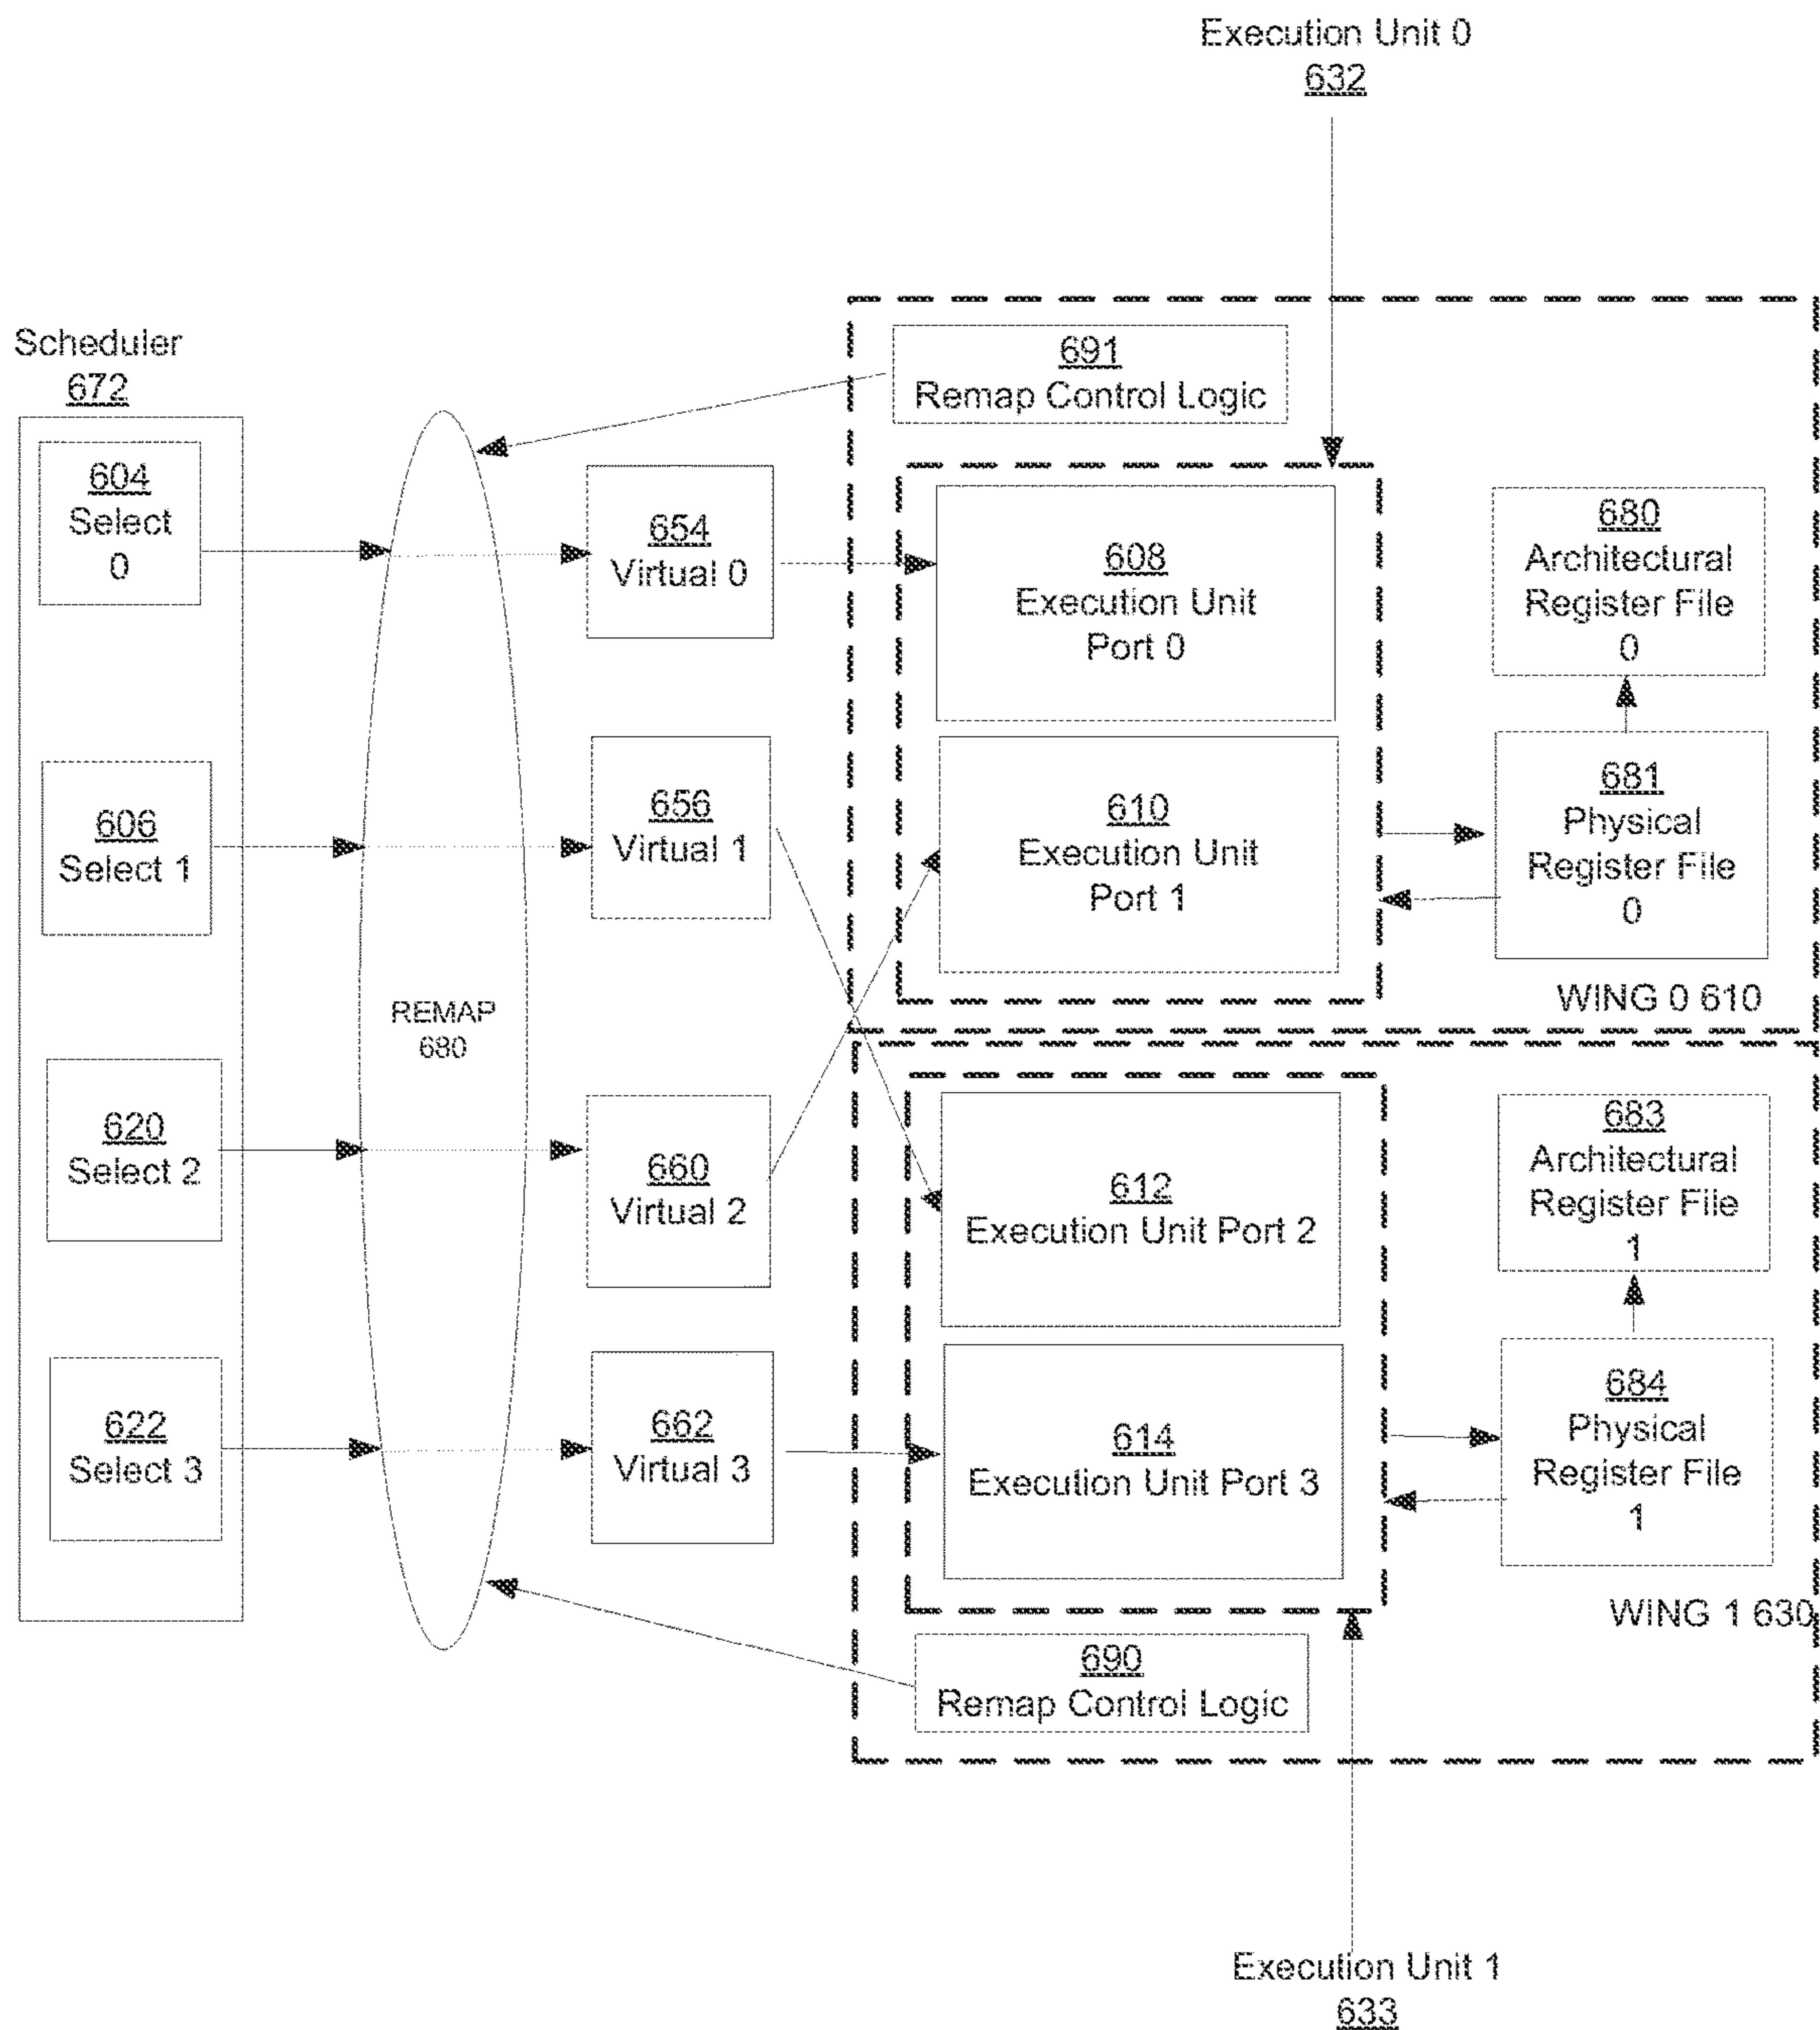 Execution Unit 0
632
Scheduler
672
691
Remap Control Logic
604
Select
0
654
Virtual 0
608
Execution Unit
Port 0
680
Architectural
Register File
0
606
Select 1
656
Virtual 1
610
Execution Unit
Port 1
681
Physical
Register File
0
WING 0 610
REMAP
680
620
Select 2
660
Virtual 2
612
Execution Unit Port 2
683
Architectural
Register File
1
622
Select 3
662
Virtual 3
614
Execution Unit Port 3
684
Physical
Register File
1
WING 1 630
690
Remap Control Logic
Execution Unit 1
633